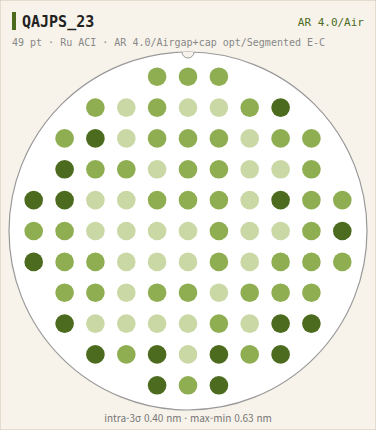 QAJPS_23
AR 4.0/Air
49 pt · Ru ACI · AR 4.0/Airgap+cap opt/Segmented E-C
intra-3σ 0.40 nm · max-min 0.63 nm